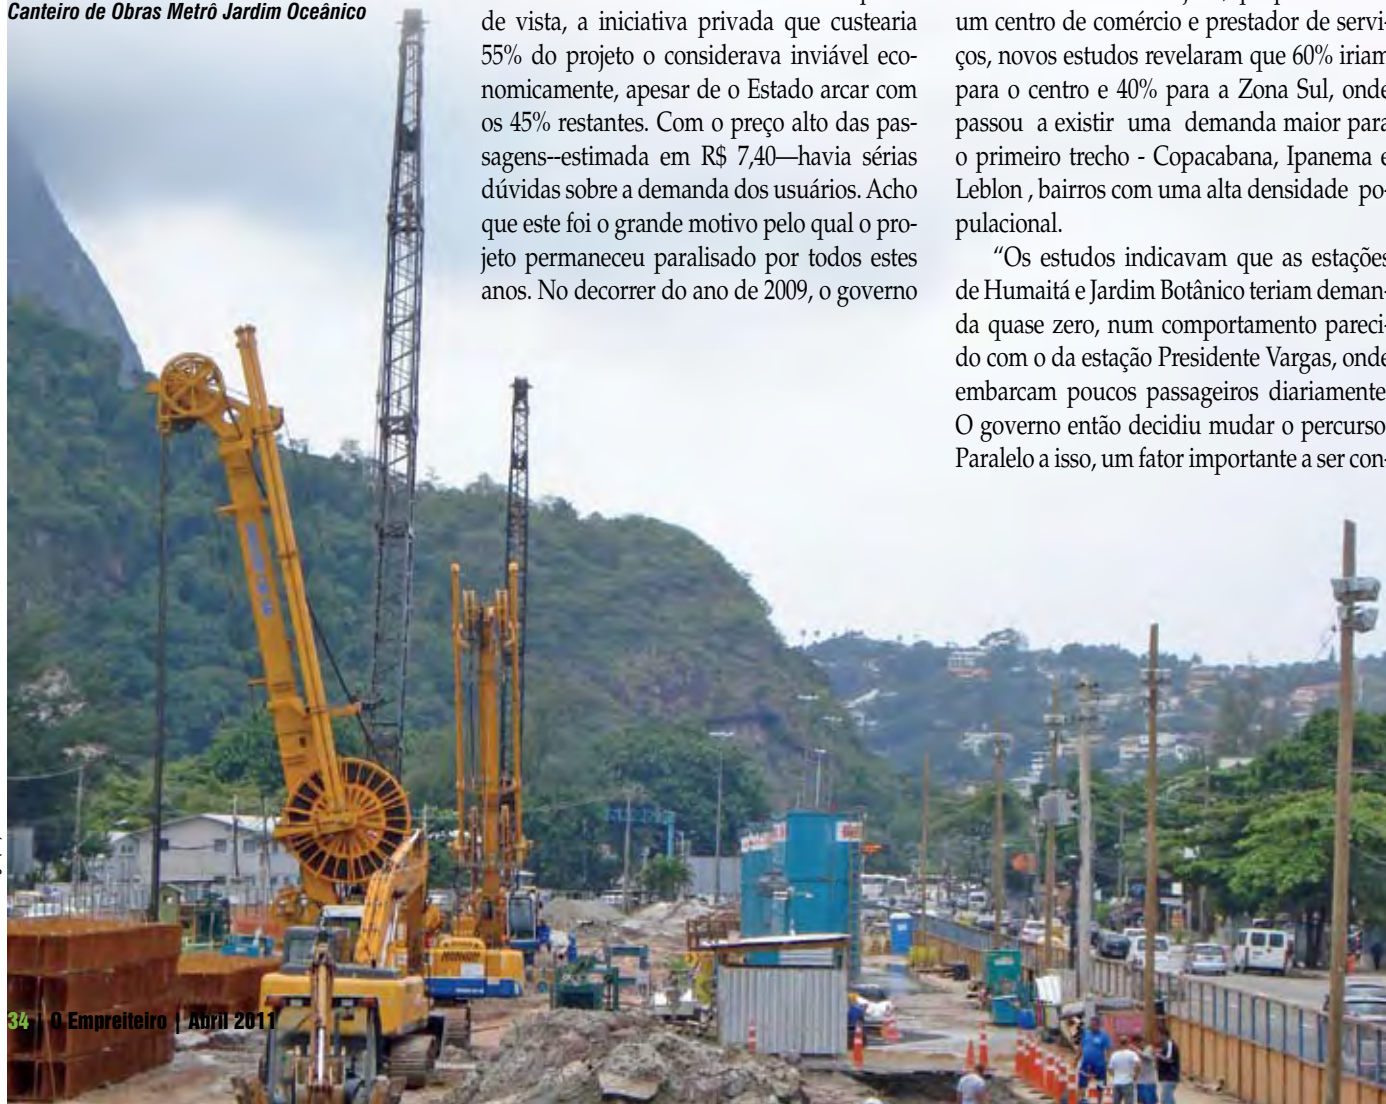 Canteiro de Obras Metrô Jardim Oceânico
de vista, a iniciativa privada que custearia
55% do projeto o considerava inviável eco-
nomicamente, apesar de o Estado arcar com
os 45% restantes. Com o preço alto das pas-
sagens--estimada em R$ 7,40—havia sérias
dúvidas sobre a demanda dos usuários. Acho
que este foi o grande motivo pelo qual o pro-
jeto permaneceu paralisado por todos estes
anos. No decorrer do ano de 2009, o governo
um centro de comércio e prestador de servi-
ços, novos estudos revelaram que 60% iriam
para o centro e 40% para a Zona Sul, onde
passou a existir uma demanda maior para
o primeiro trecho - Copacabana, Ipanema e
Leblon , bairros com uma alta densidade po-
pulacional.
“Os estudos indicavam que as estações
de Humaitá e Jardim Botânico teriam deman-
da quase zero, num comportamento pareci-
do com o da estação Presidente Vargas, onde
embarcam poucos passageiros diariamente
O governo então decidiu mudar o percurso
Paralelo a isso, um fator importante a ser con-
34 | O Empreiteiro | Abril 2011